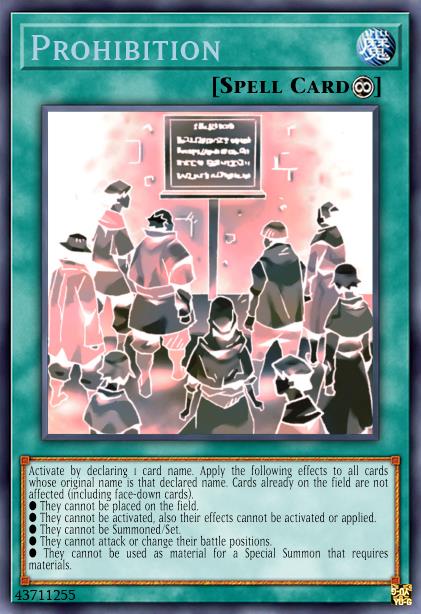 PROHIBITION
[SPELL CARD]
Activate by declaring 1 card name. Apply the following effects to all cards
whose original name is that declared name. Cards already on the field are not
affected (including face-down cards).
● They cannot be placed on the field.
● They cannot be activated, also their effects cannot be activated or applied.
● They cannot be Summoned/Set.
● They cannot attack or change their battle positions.
● They cannot be used as material for a Special Summon that requires
materials.
43711255